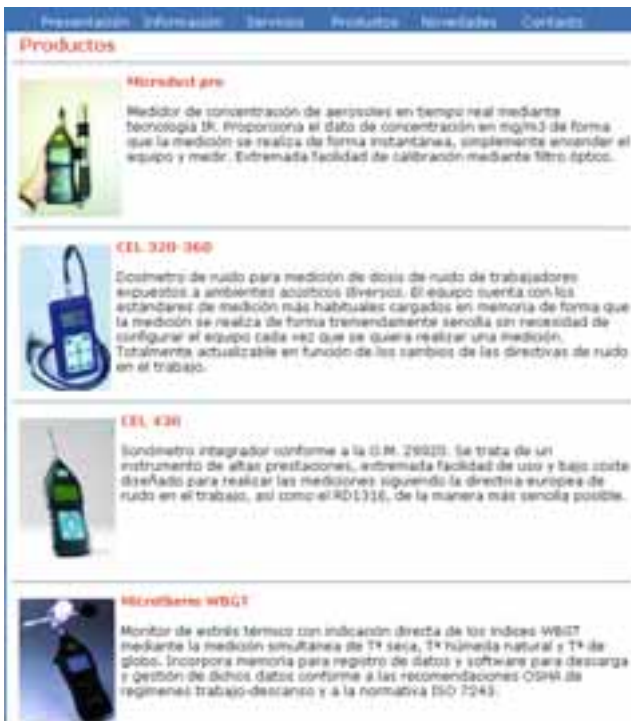 Presentación Información Servicios Productos Novedades Contacto
Productos
Microdust pro
Medidor de concentración de aerosoles en tiempo real mediante
tecnología IR. Proporciona el dato de concentración en mg/m3 de forma
que la medición se realiza de forma instantánea, simplemente encender el
equipo y medir. Extremada facilidad de calibración mediante filtro óptico.
CEL 320-360
Dosímetro de ruido para medición de dosis de ruido de trabajadores
expuestos a ambientes acústicos diversos. El equipo cuenta con los
estándares de medición más habituales cargados en memoria de forma que
la medición se realiza de forma tremendamente sencilla sin necesidad de
configurar el equipo cada vez que se quiera realizar una medición.
Totalmente actualizable en función de los cambios de las directivas de ruido
en el trabajo.
CEL 430
Sonómetro integrador conforme a la O.M. 29920. Se trata de un
instrumento de altas prestaciones, extremada facilidad de uso y bajo coste
diseñado para realizar las mediciones siguiendo la directiva europea de
ruido en el trabajo, así como el RD1316, de la manera más sencilla posible.
Microtherm WBGT
Monitor de estrés térmico con indicación directa de los índices WBGT
mediante la medición simultánea de Tª seca, Tª húmeda natural y Tª de
globo. Incorpora memoria para registro de datos y software para descarga
y gestión de dichos datos conforme a las recomendaciones OSHA de
regímenes trabajo-descanso y a la normativa ISO 7243.